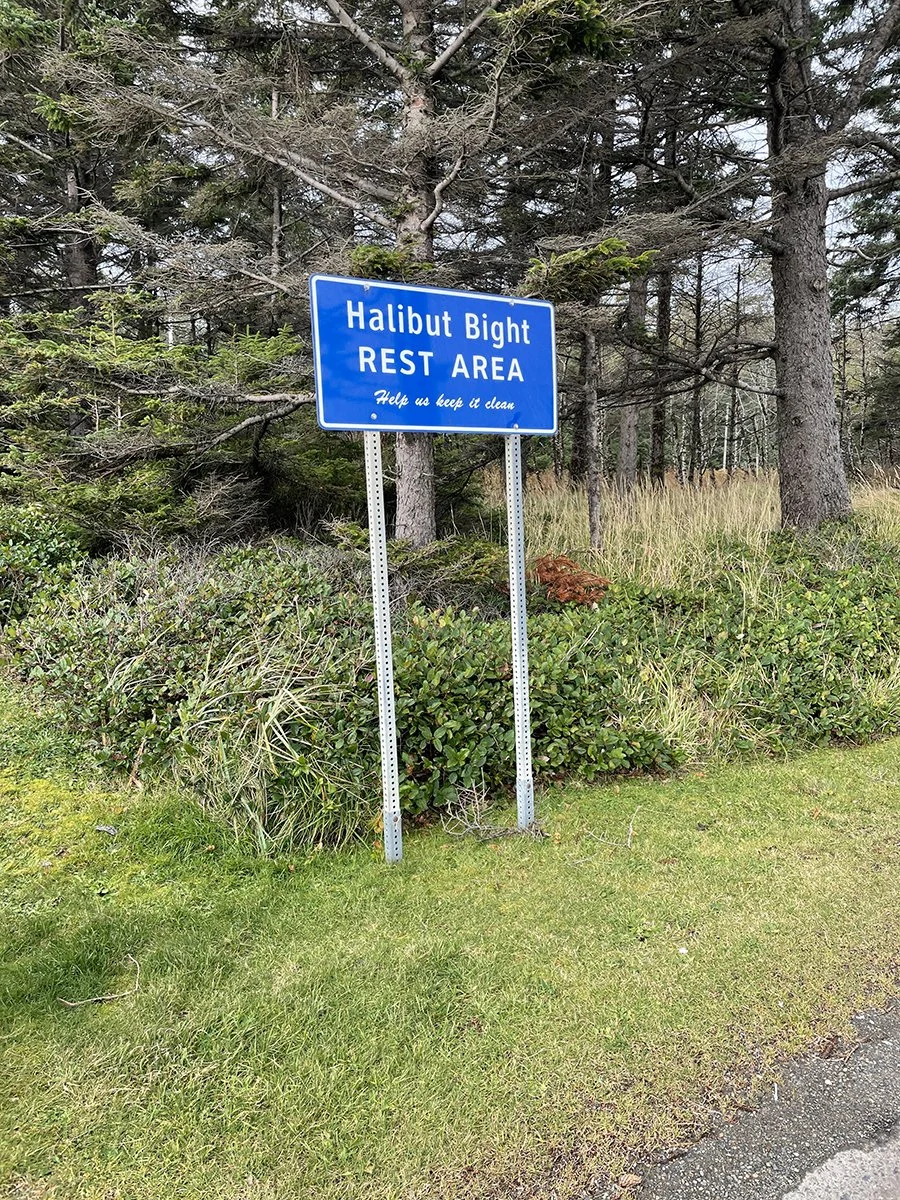 Halibut Bight
REST AREA
Help us keep it clean